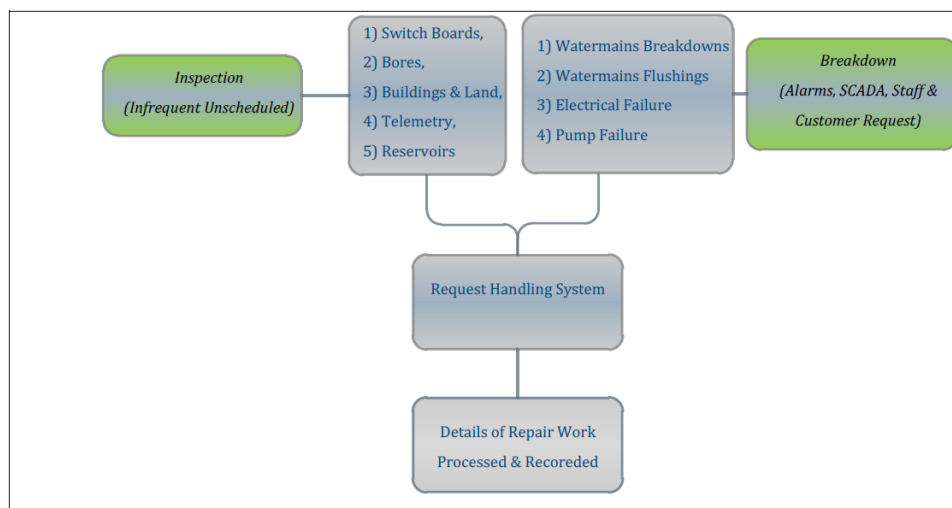 Inspection
(Infrequent Unscheduled)
1) Switch Boards,
2) Bores,
3) Buildings & Land,
4) Telemetry,
5) Reservoirs
1) Watermains Breakdowns
2) Watermains Flushings
3) Electrical Failure
4) Pump Failure
Breakdown
(Alarms, SCADA, Staff &
Customer Request)
Request Handling System
Details of Repair Work
Processed & Recoreded